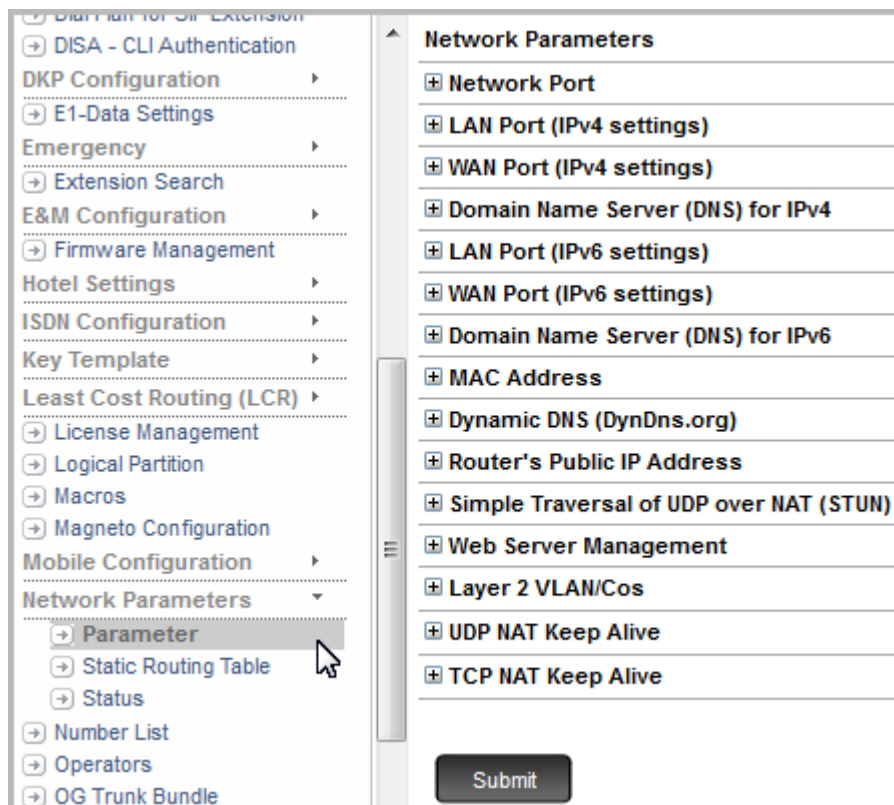 Dial Plan for SIP Extension
DISA - CLI Authentication
DKP Configuration
E1-Data Settings
Emergency
Extension Search
E&M Configuration
Firmware Management
Hotel Settings
ISDN Configuration
Key Template
Least Cost Routing (LCR)
License Management
Logical Partition
Macros
Magneto Configuration
Mobile Configuration
Network Parameters
Parameter
Static Routing Table
Status
Number List
Operators
OG Trunk Bundle
Network Parameters
Network Port
LAN Port (IPv4 settings)
WAN Port (IPv4 settings)
Domain Name Server (DNS) for IPv4
LAN Port (IPv6 settings)
WAN Port (IPv6 settings)
Domain Name Server (DNS) for IPv6
MAC Address
Dynamic DNS (DynDns.org)
Router's Public IP Address
Simple Traversal of UDP over NAT (STUN)
Web Server Management
Layer 2 VLAN/Cos
UDP NAT Keep Alive
TCP NAT Keep Alive
Submit